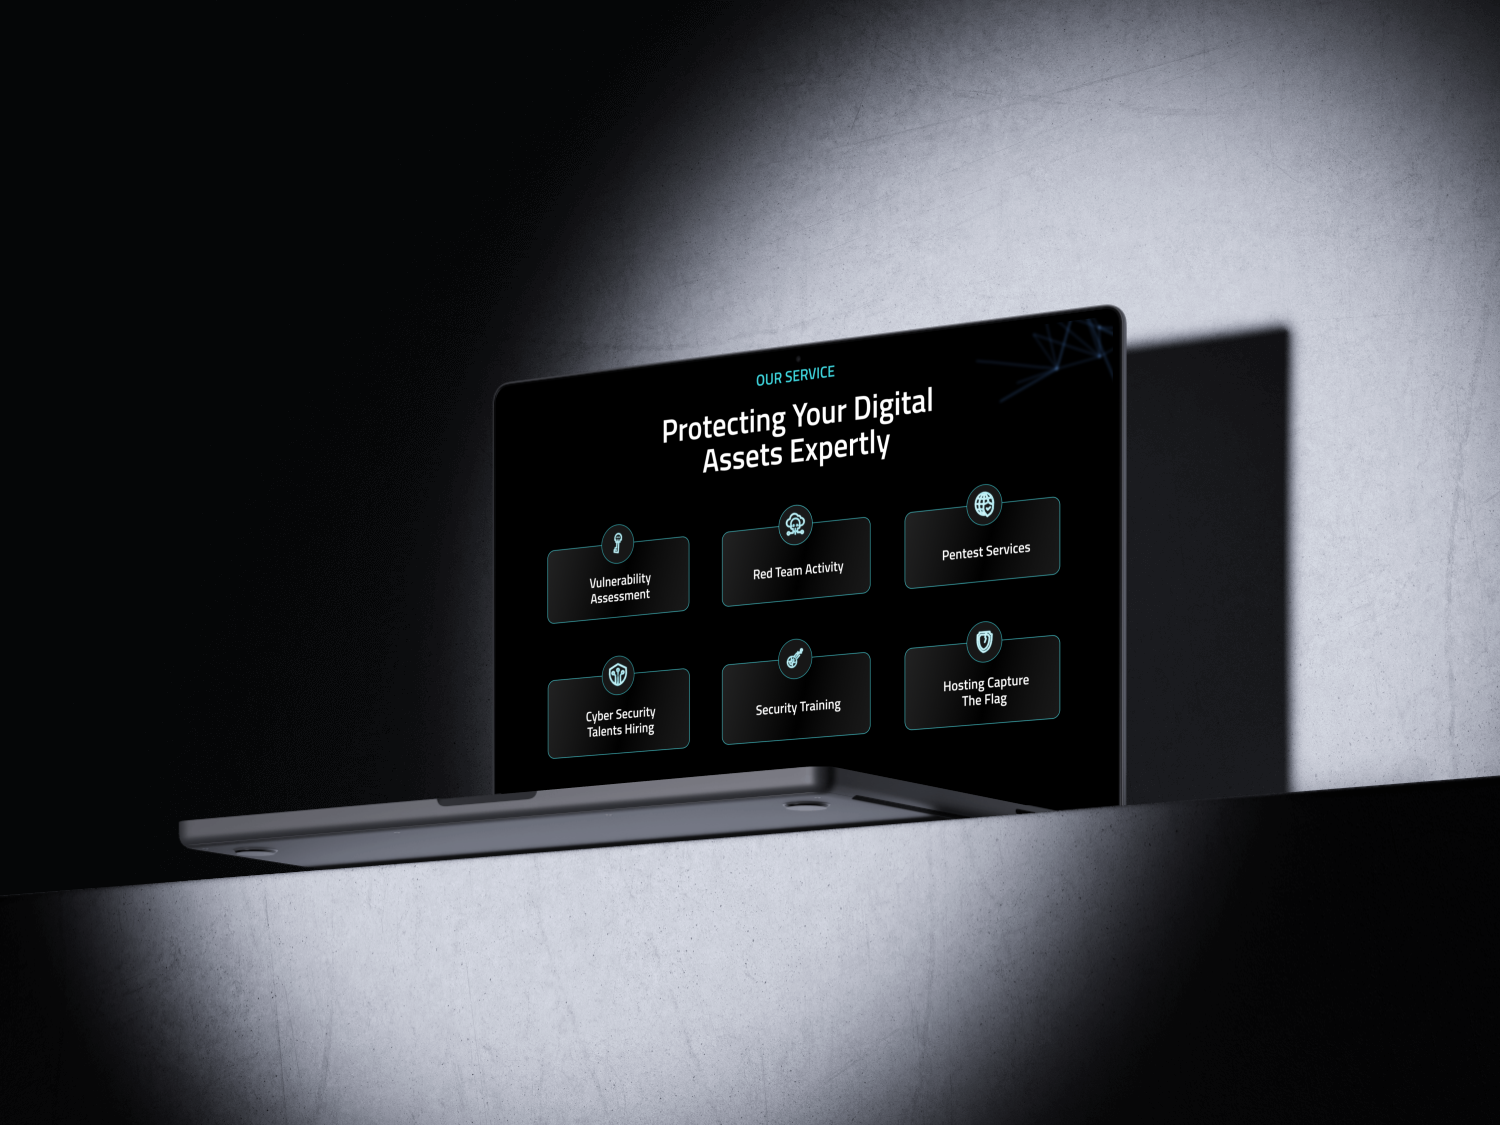 OUR SERVICE
Protecting Your Digital
Assets Expertly
Vulnerability
Assessment
Red Team Activity
Pentest Services
Cyber Security
Talents Hiring
Security Training
Hosting Capture
The Flag